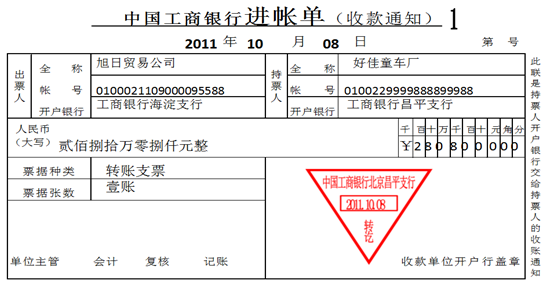 中国工商银行进帐单（收款通知） 1
2011 年 10 月 08 日 第 号
出票人 全 称 旭日贸易公司 持票人 全 称 好佳童车厂
帐 号 0100021109000095588 帐 号 0100229999888899988
开户银行 工商银行海淀支行 开户银行 工商银行昌平支行
人民币（大写） 贰佰捌拾万零捌仟元整 千 百 十 万 千 百 十 元 角 分
￥ 2 8 0 8 0 0 0 0 0
票据种类 转账支票
票据张数 壹账
中国工商银行北京昌平支行
2011.10.08
转讫
单位主管 会计 复核 记账 收款单位开户行盖章
此联是持票人开户银行交给持票人的收账通知